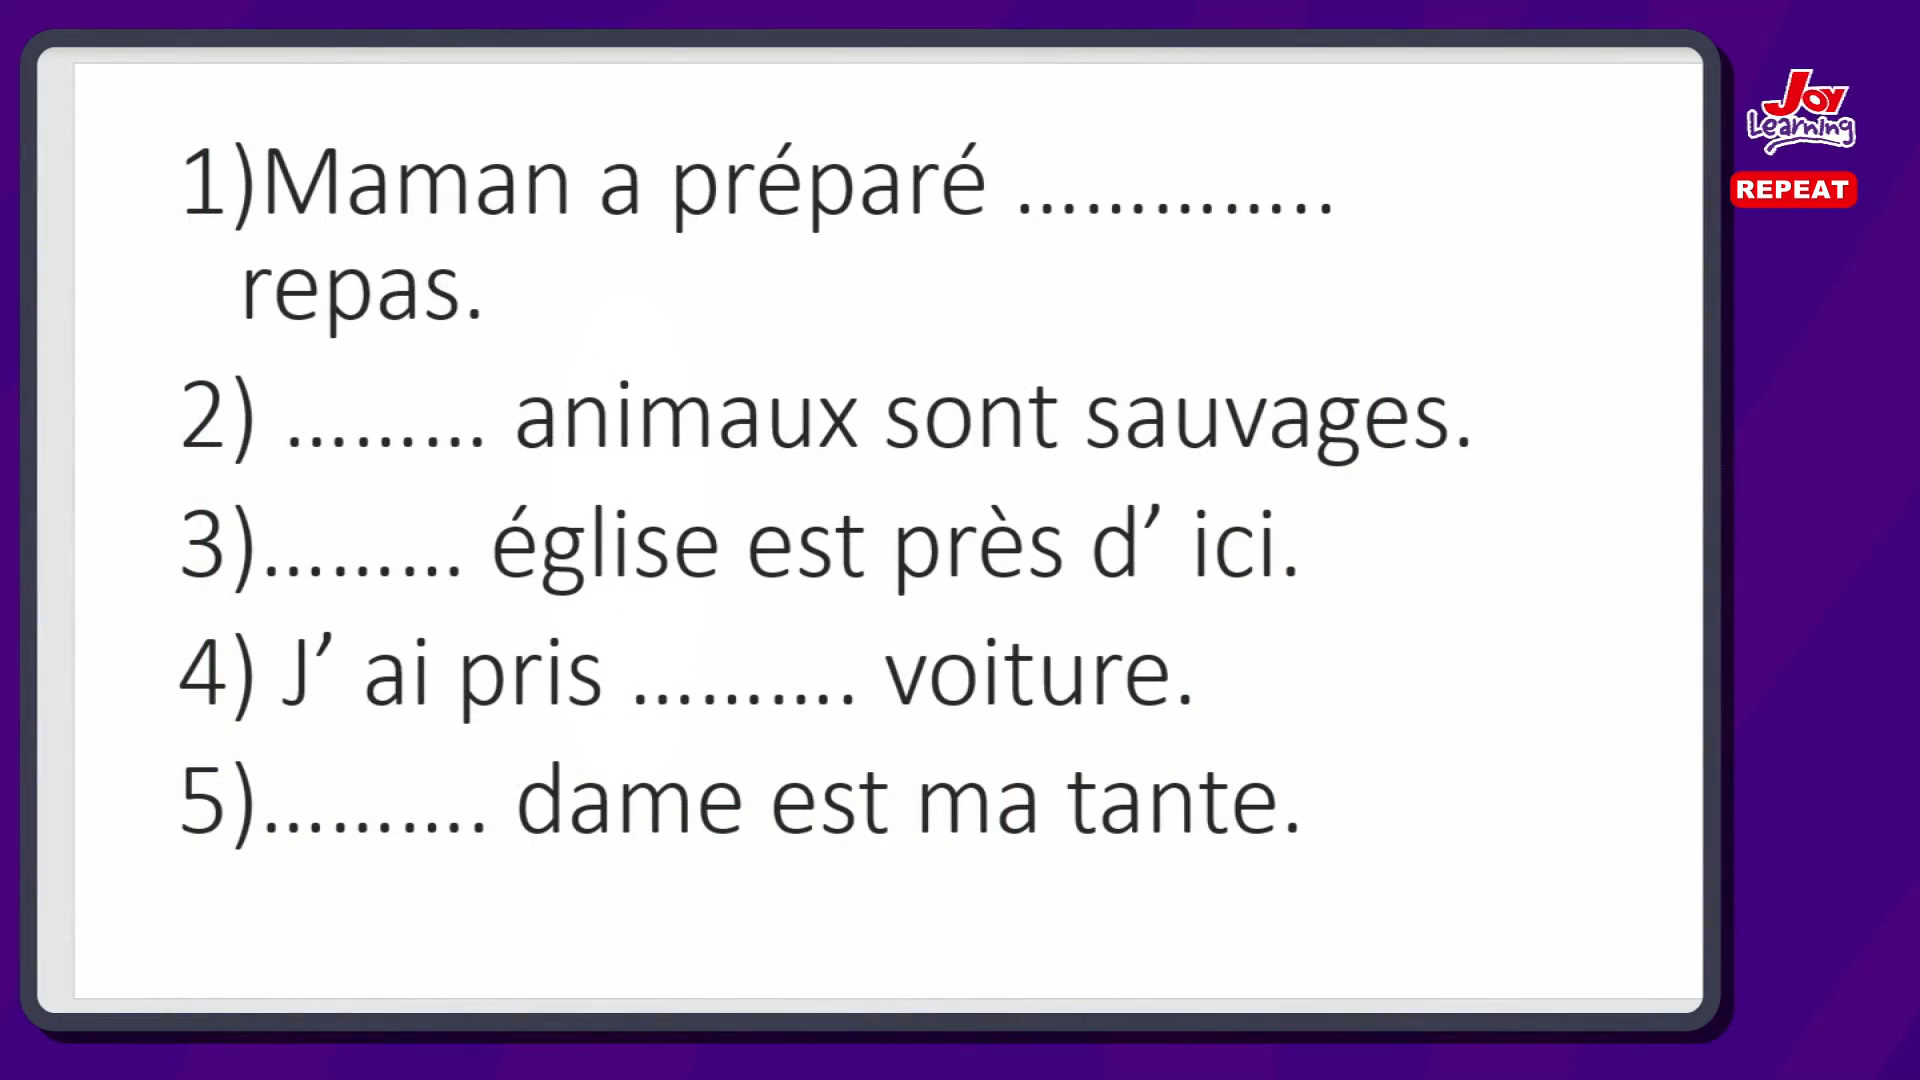 1)Maman a préparé ..............
repas.
2) ......... animaux sont sauvages.
3)......... église est près d’ ici.
4) J’ ai pris .......... voiture.
5).......... dame est ma tante.
Joy
Learning
REPEAT